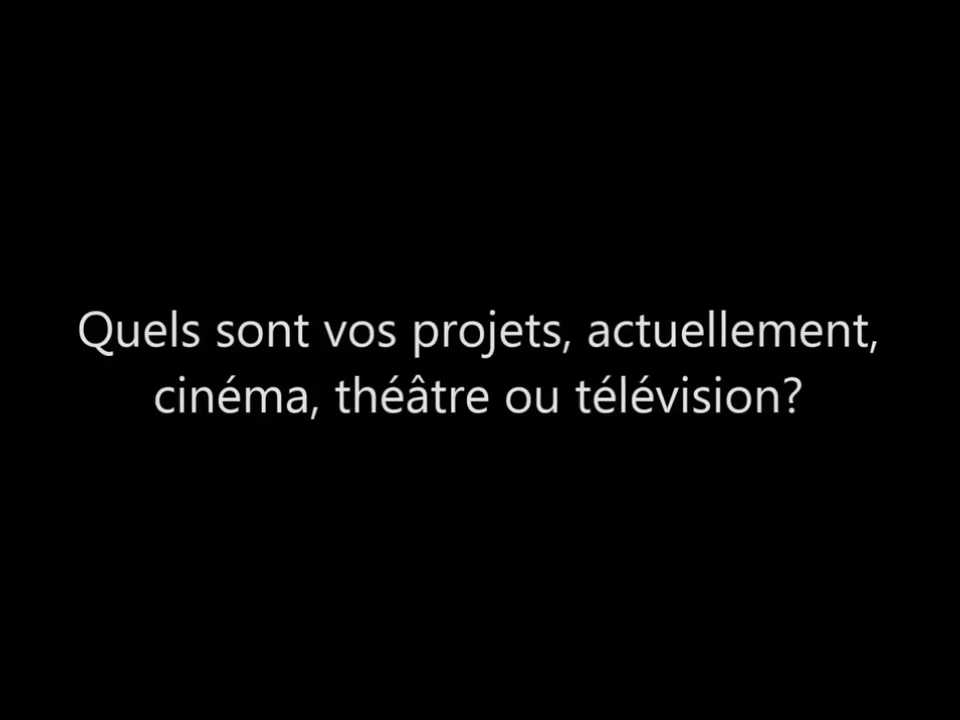 Quels sont vos projets, actuellement,
cinéma, théâtre ou télévision?